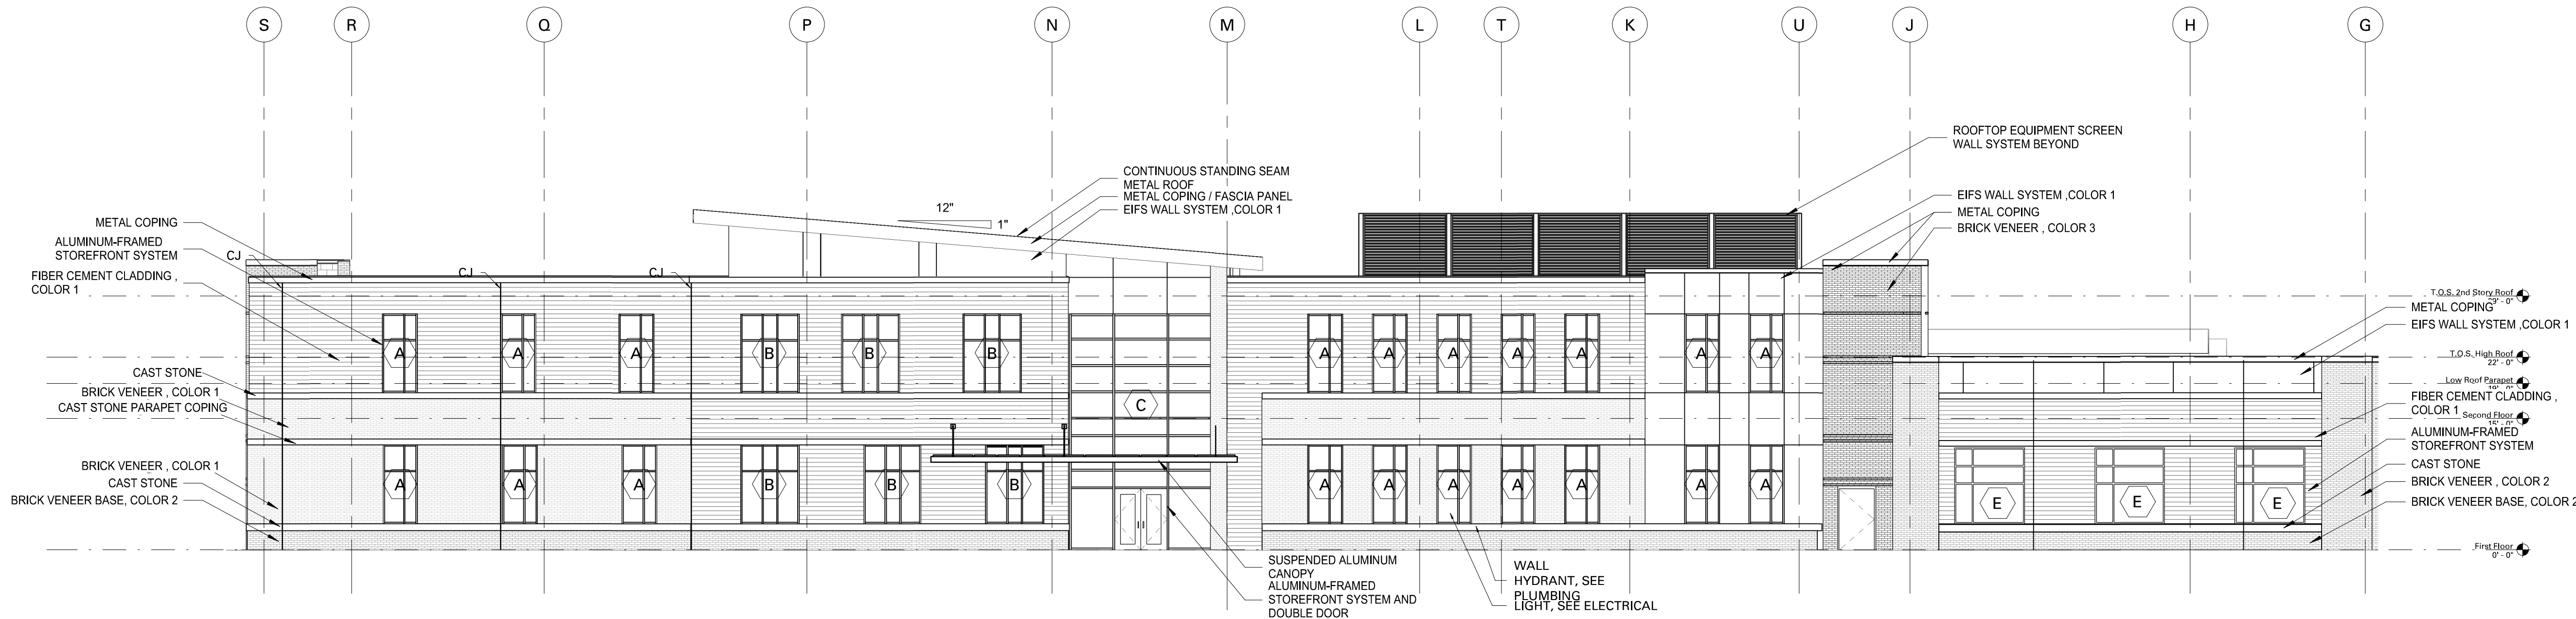 S R Q P N M L T K U J H G
ROOFTOP EQUIPMENT SCREEN
WALL SYSTEM BEYOND
CONTINUOUS STANDING SEAM
METAL ROOF
METAL COPING / FASCIA PANEL
EIFS WALL SYSTEM ,COLOR 1
12"
1"
EIFS WALL SYSTEM ,COLOR 1
METAL COPING
BRICK VENEER , COLOR 3
METAL COPING
ALUMINUM-FRAMED
STOREFRONT SYSTEM
CJ
CJ
CJ
FIBER CEMENT CLADDING ,
COLOR 1
CAST STONE
BRICK VENEER , COLOR 1
CAST STONE PARAPET COPING
BRICK VENEER , COLOR 1
CAST STONE
BRICK VENEER BASE, COLOR 2
A A A B B B A A A A A A A
C
A A A B B B A A A A A A A
E E E
T.O.S. 2nd Story Roof
29' - 0"
METAL COPING
EIFS WALL SYSTEM ,COLOR 1
T.O.S. High Roof
22' - 0"
Low Roof Parapet
19' - 0"
FIBER CEMENT CLADDING ,
COLOR 1
Second Floor
15' - 0"
ALUMINUM-FRAMED
STOREFRONT SYSTEM
CAST STONE
BRICK VENEER , COLOR 2
BRICK VENEER BASE, COLOR 2
First Floor
0' - 0"
SUSPENDED ALUMINUM
CANOPY
ALUMINUM-FRAMED
STOREFRONT SYSTEM AND
DOUBLE DOOR
WALL
HYDRANT, SEE
PLUMBING
LIGHT, SEE ELECTRICAL